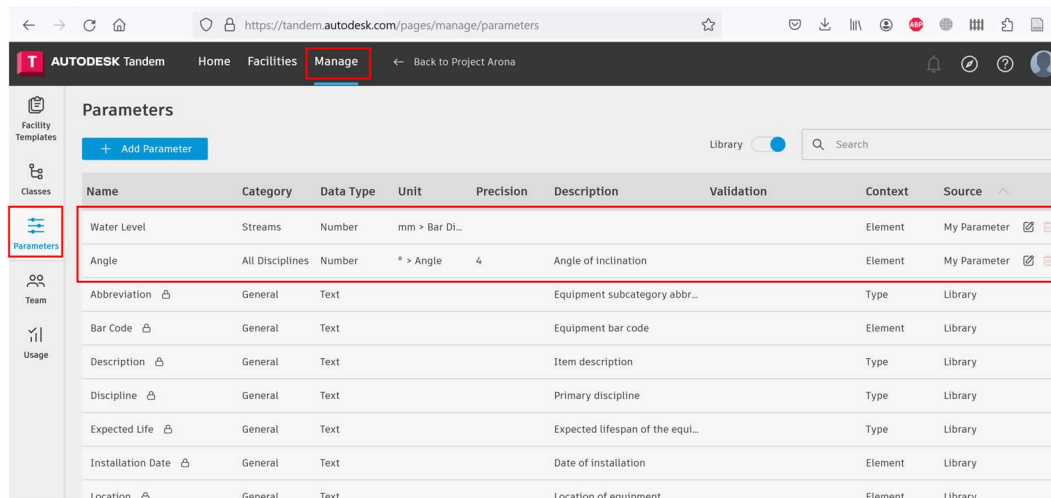 https://tandem.autodesk.com/pages/manage/parameters
ABP
T AUTODESK Tandem Home Facilities Manage ← Back to Project Arona
Facility
Templates
Classes
Parameters
Team
Usage
Parameters
+ Add Parameter Library Search
Name Category Data Type Unit Precision Description Validation Context Source
Water Level Streams Number mm > Bar Di... Element My Parameter
Angle All Disciplines Number ° > Angle 4 Angle of inclination Element My Parameter
Abbreviation General Text Equipment subcategory abbr... Type Library
Bar Code General Text Equipment bar code Element Library
Description General Text Item description Type Library
Discipline General Text Primary discipline Type Library
Expected Life General Text Expected lifespan of the equi... Type Library
Installation Date General Text Date of installation Element Library
Location General Text Location of equipment Element Library